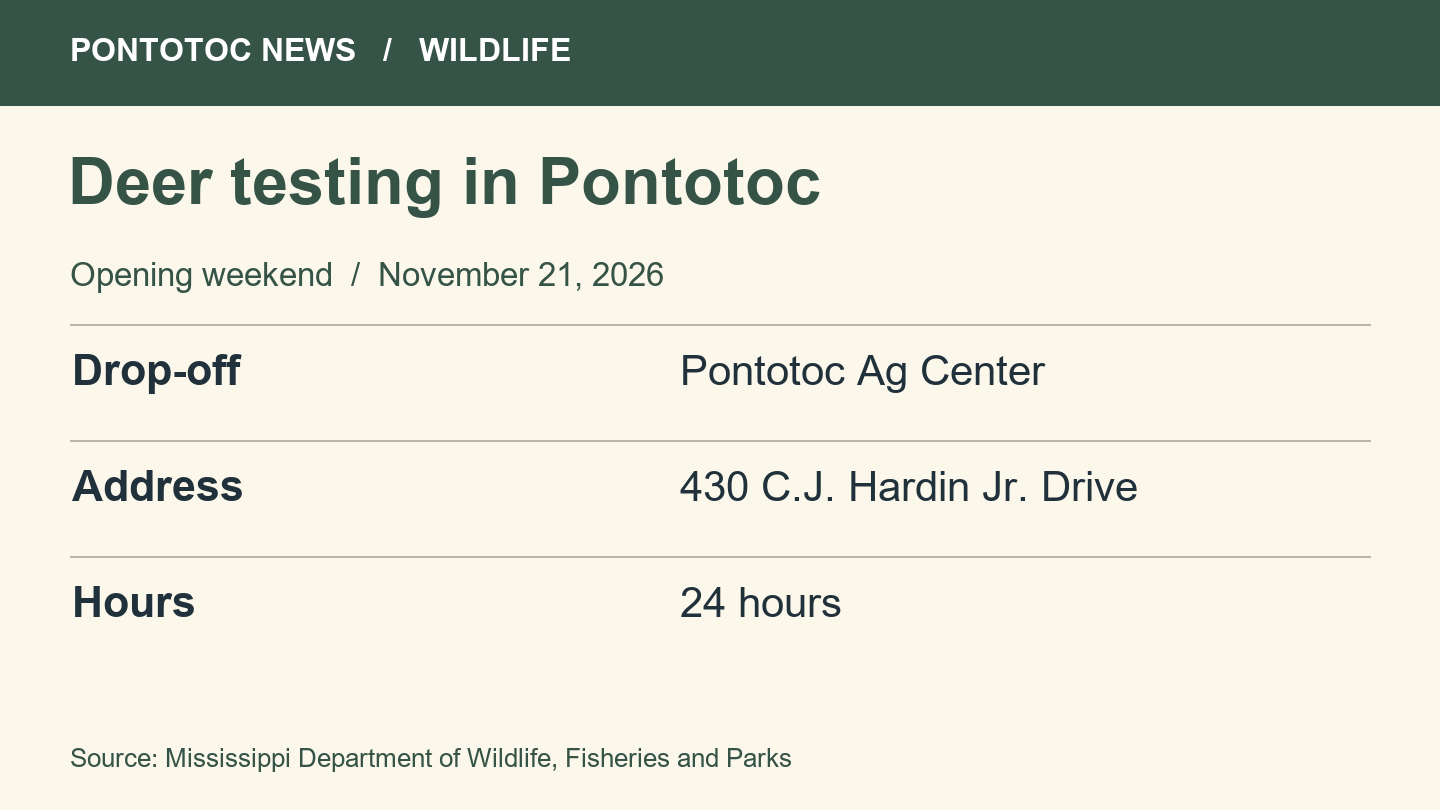 PONTOTOC NEWS / WILDLIFE
Deer testing in Pontotoc
Opening weekend / November 21, 2026
Drop-off Pontotoc Ag Center
Address 430 C.J. Hardin Jr. Drive
Hours 24 hours
Source: Mississippi Department of Wildlife, Fisheries and Parks